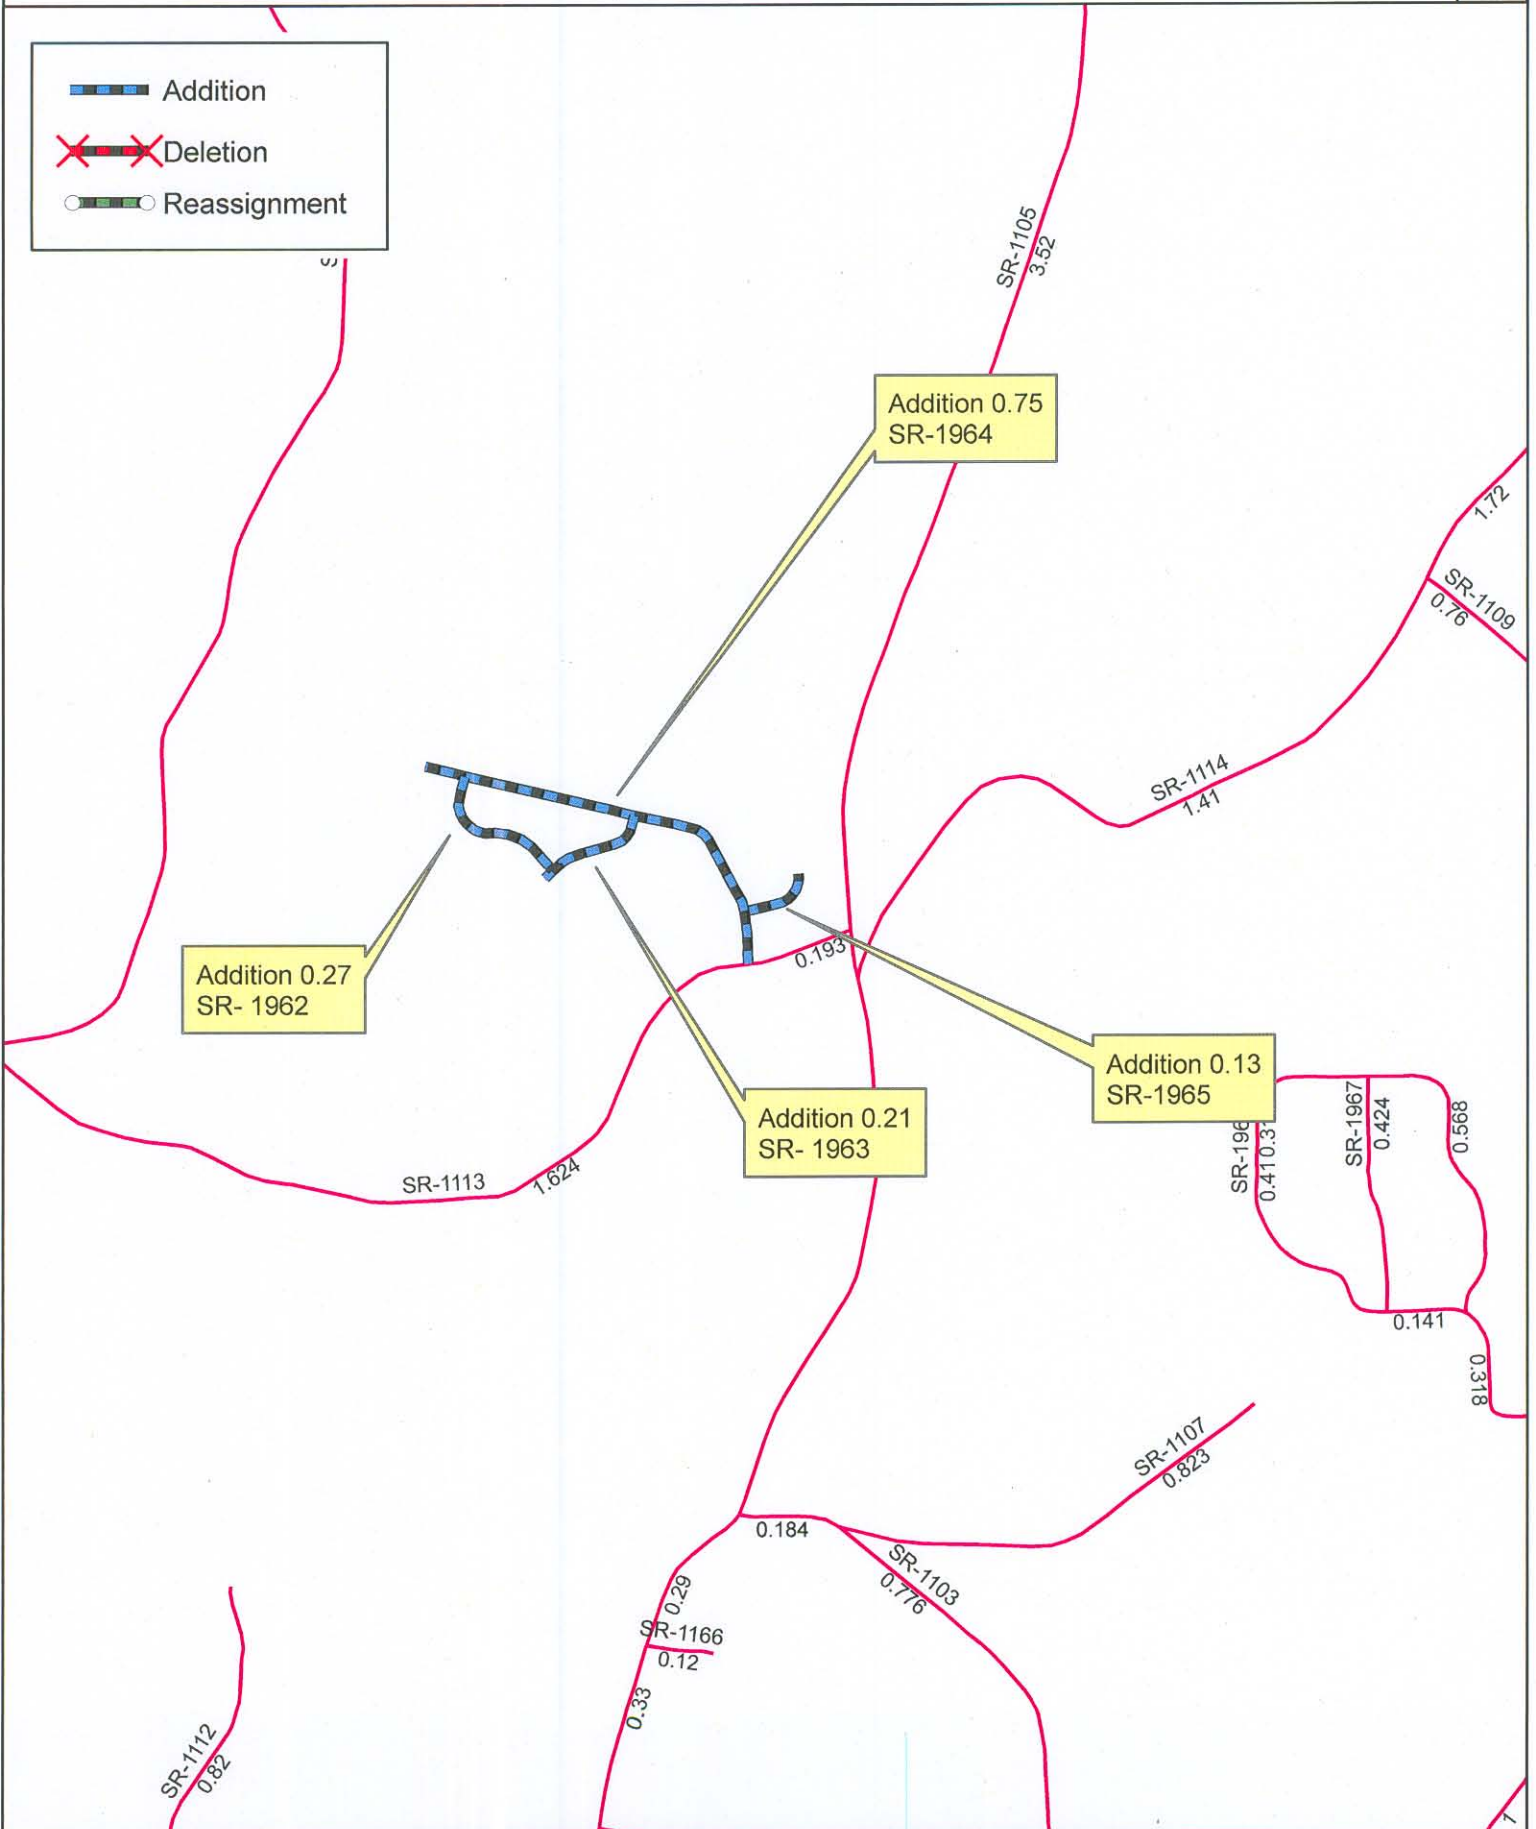 Addition
Deletion
Reassignment
SR-1105
3.52
Addition 0.75
SR-1964
1.72
SR-1109
0.76
SR-1114
1.41
0.193
Addition 0.27
SR- 1962
Addition 0.13
SR-1965
Addition 0.21
SR- 1963
SR-1967
0.424
0.568
0.41
SR-1113
1.624
0.141
0.318
SR-1107
0.823
0.184
SR-1103
0.776
0.29
SR-1166
0.12
0.33
SR-1112
0.82
1